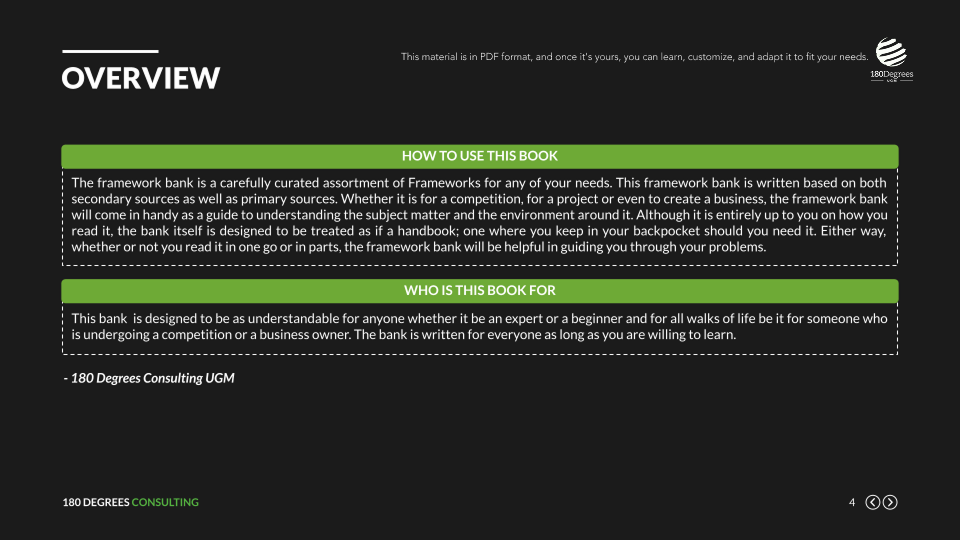 This material is in PDF format, and once it's yours, you can learn, customize, and adapt it to fit your needs.
180Degrees
UGM
OVERVIEW
HOW TO USE THIS BOOK
The framework bank is a carefully curated assortment of Frameworks for any of your needs. This framework bank is written based on both
secondary sources as well as primary sources. Whether it is for a competition, for a project or even to create a business, the framework bank
will come in handy as a guide to understanding the subject matter and the environment around it. Although it is entirely up to you on how you
read it, the bank itself is designed to be treated as if a handbook; one where you keep in your backpocket should you need it. Either way,
whether or not you read it in one go or in parts, the framework bank will be helpful in guiding you through your problems.
WHO IS THIS BOOK FOR
This bank is designed to be as understandable for anyone whether it be an expert or a beginner and for all walks of life be it for someone who
is undergoing a competition or a business owner. The bank is written for everyone as long as you are willing to learn.
- 180 Degrees Consulting UGM
180 DEGREES CONSULTING
4